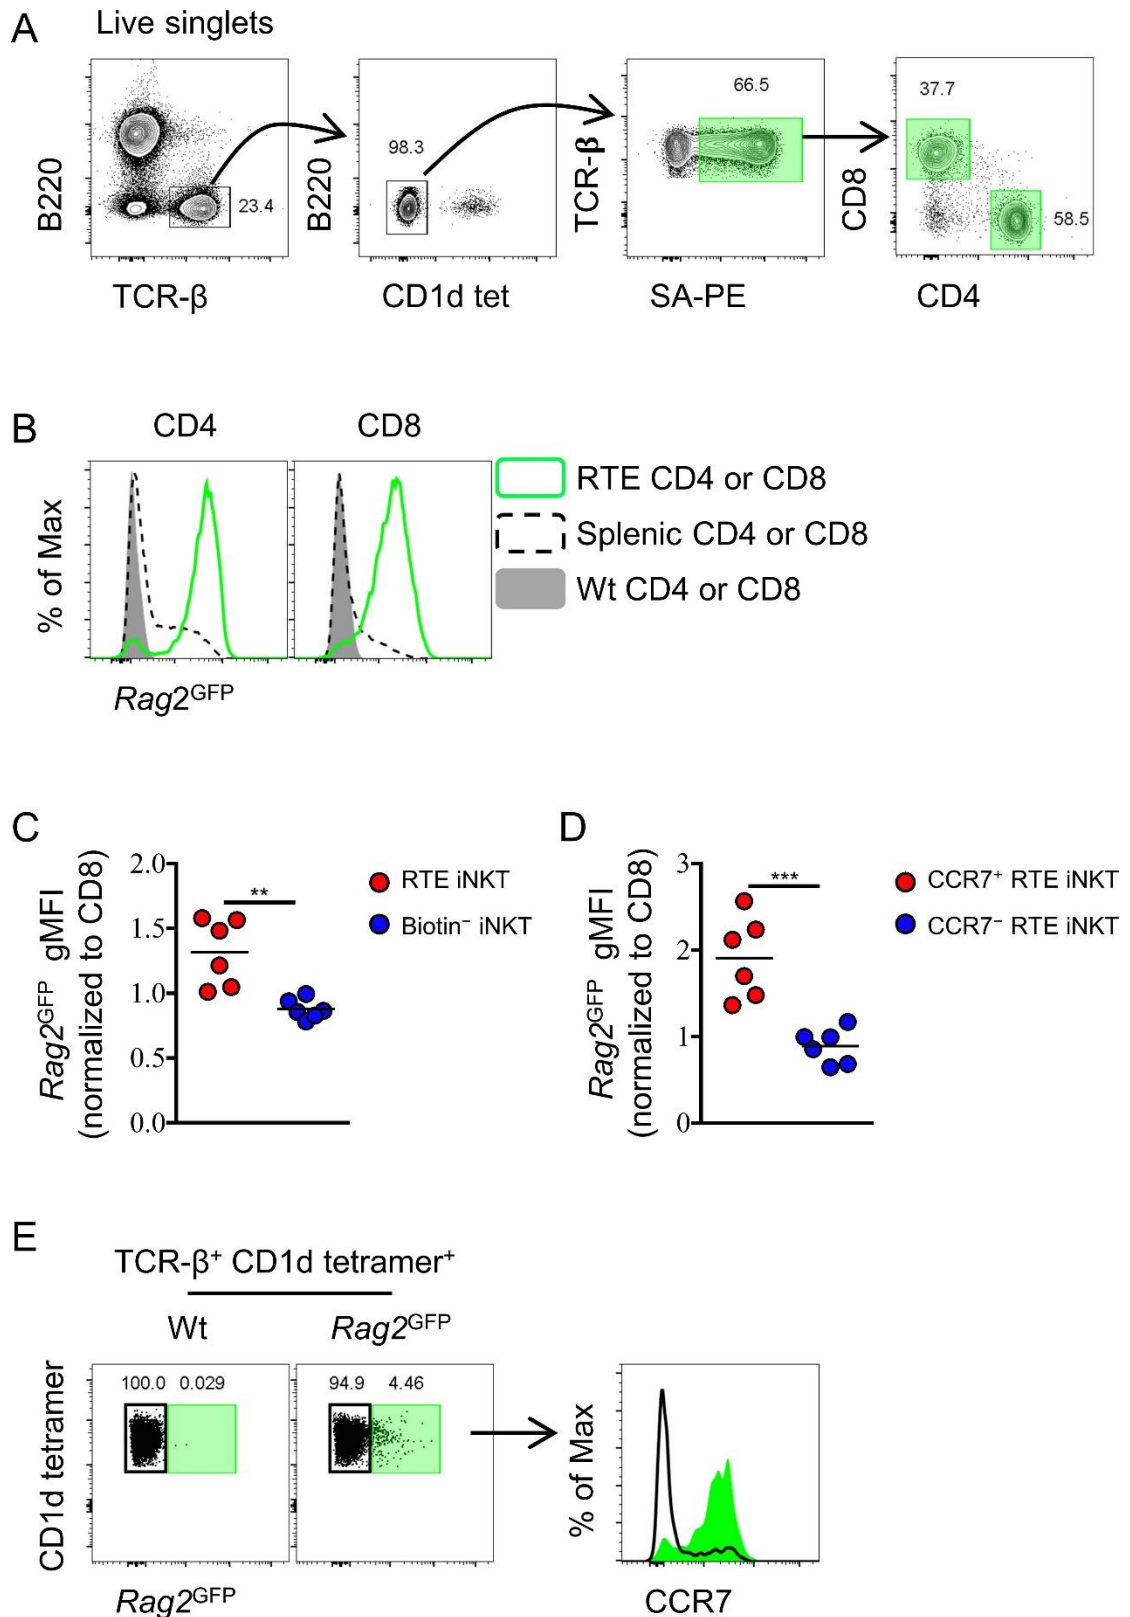 A
Live singlets
B220
23.4
TCR-β
B220
98.3
CD1d tet
TCR-β
66.5
SA-PE
CD8
37.7
58.5
CD4
B
CD4
CD8
% of Max
Rag2GFP
RTE CD4 or CD8
Splenic CD4 or CD8
Wt CD4 or CD8
C
Rag2GFP gMFI
(normalized to CD8)
2.0
1.5
1.0
0.5
0.0
**
RTE iNKT
Biotin⁻ iNKT
D
Rag2GFP gMFI
(normalized to CD8)
3
2
1
0
***
CCR7⁺ RTE iNKT
CCR7⁻ RTE iNKT
E
TCR-β⁺ CD1d tetramer⁺
Wt
Rag2GFP
CD1d tetramer
100.0 0.029
94.9 4.46
Rag2GFP
% of Max
CCR7